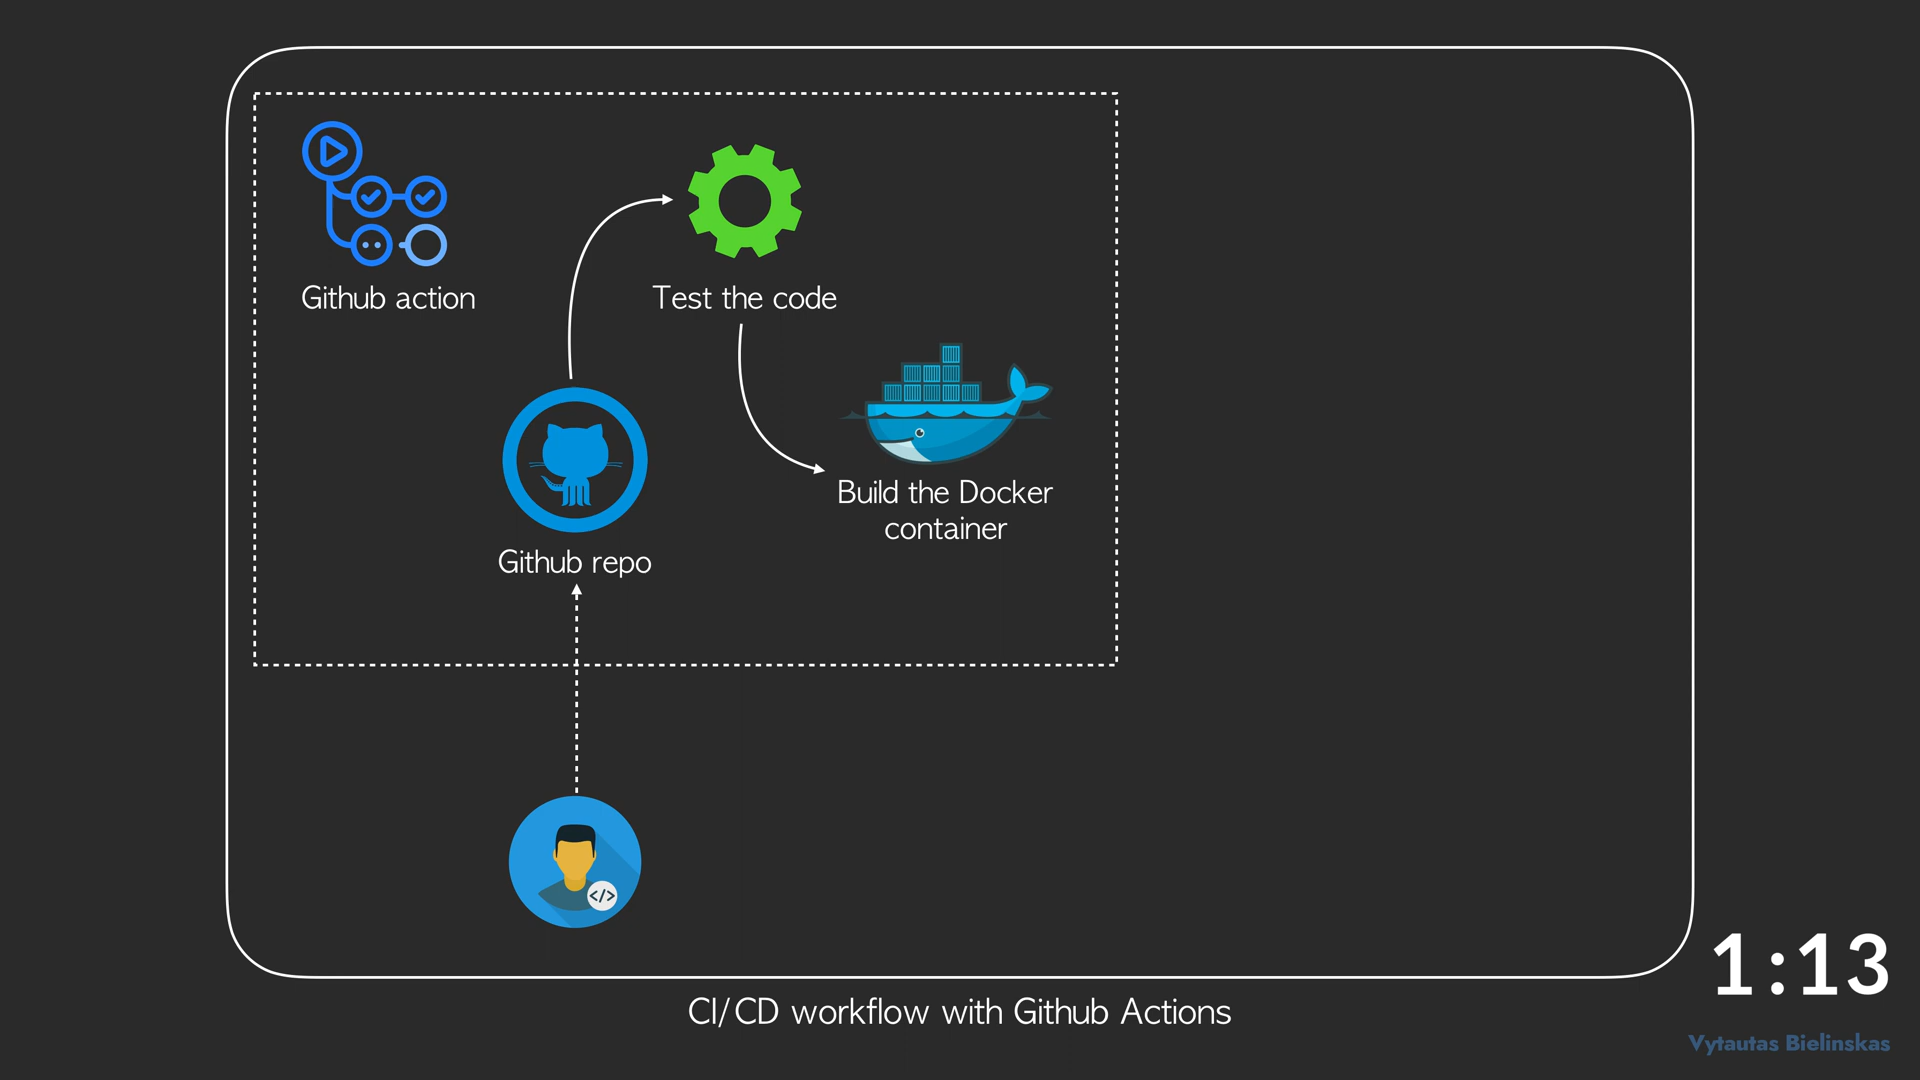 Github action
Test the code
Build the Docker
container
Github repo
</>
CI/CD workflow with Github Actions
1:13
Vytautas Bielinskas